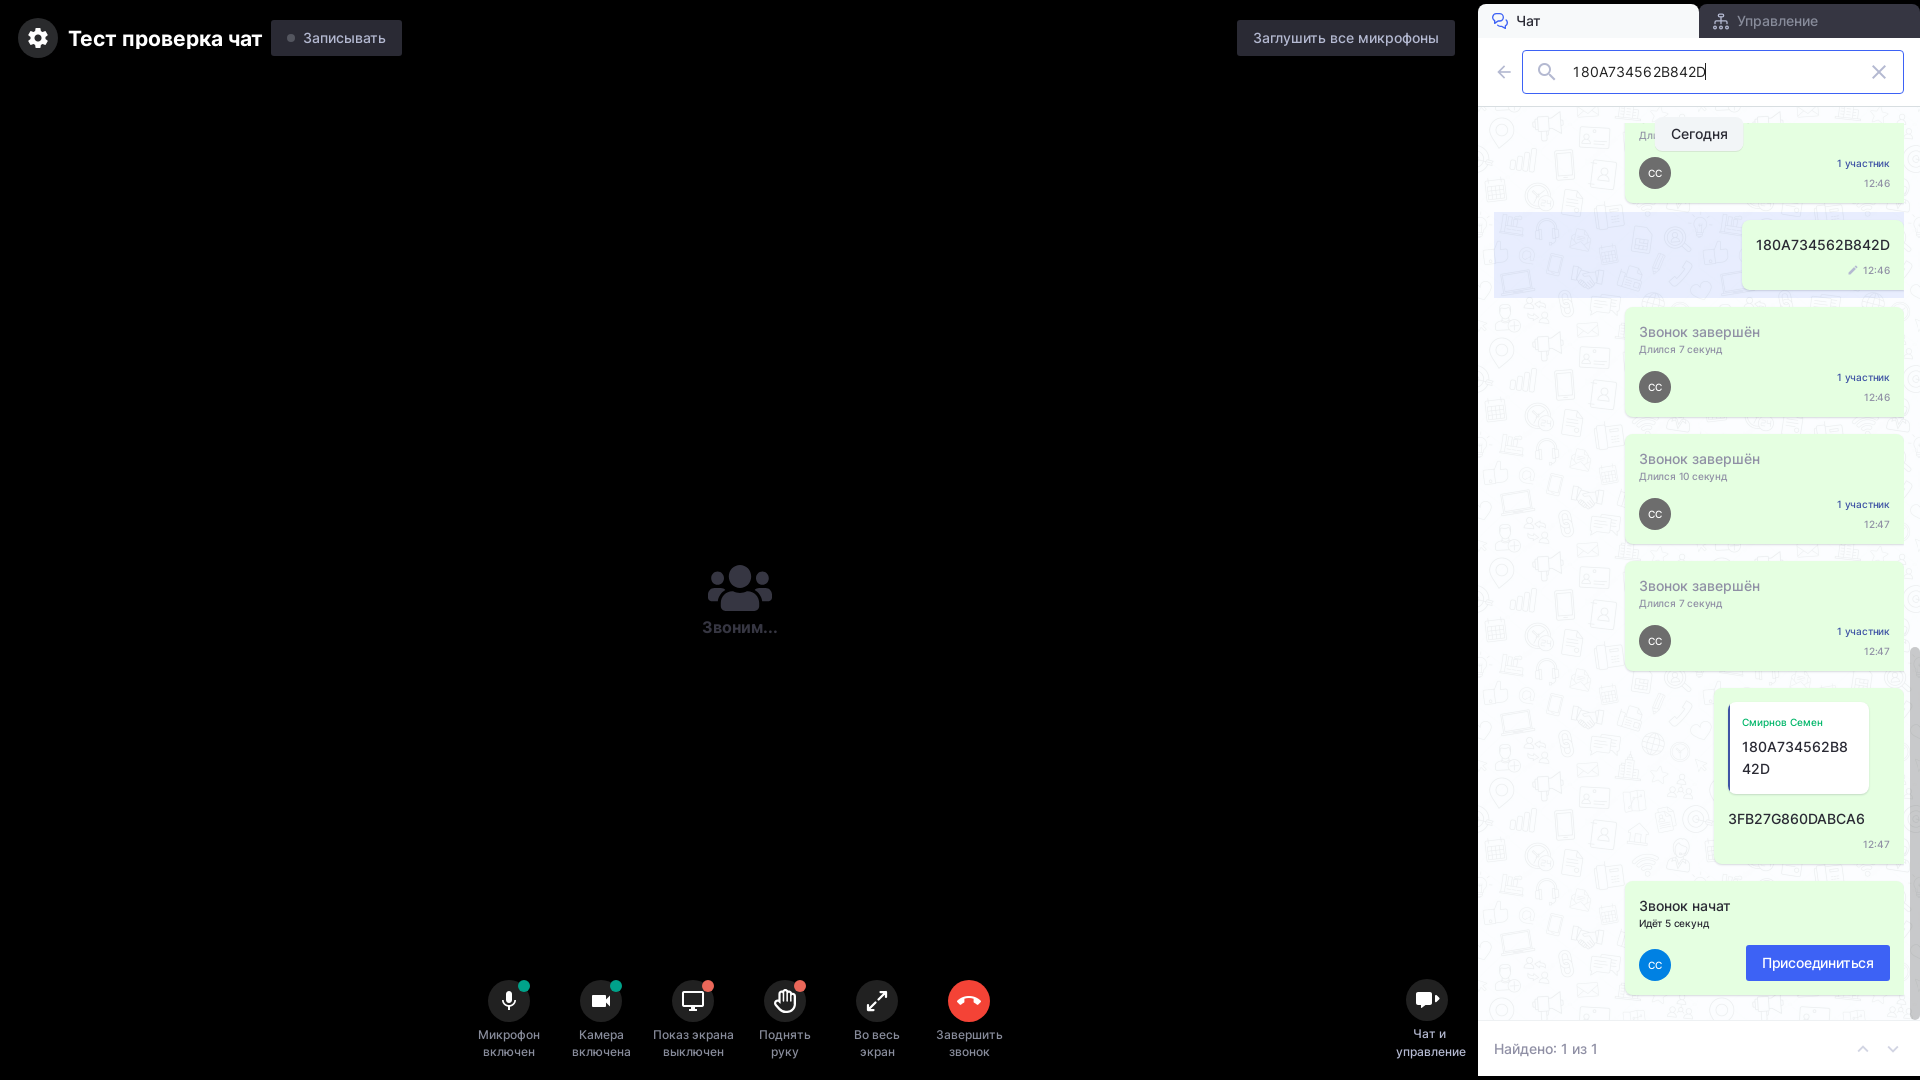 Тест проверка чат
Записывать
Заглушить все микрофоны
Звоним...
Микрофон
включен
Камера
включена
Показ экрана
выключен
Поднять
руку
Во весь
экран
Завершить
звонок
Чат и
управление
Чат
Управление
180A734562B842D
Сегодня
СС
1 участник
12:46
180A734562B842D
12:46
Звонок завершён
Длился 7 секунд
СС
1 участник
12:46
Звонок завершён
Длился 10 секунд
СС
1 участник
12:47
Звонок завершён
Длился 7 секунд
СС
1 участник
12:47
Смирнов Семен
180A734562B8
42D
3FB27G860DABCA6
12:47
Звонок начат
Идёт 5 секунд
СС
Присоединиться
Найдено: 1 из 1